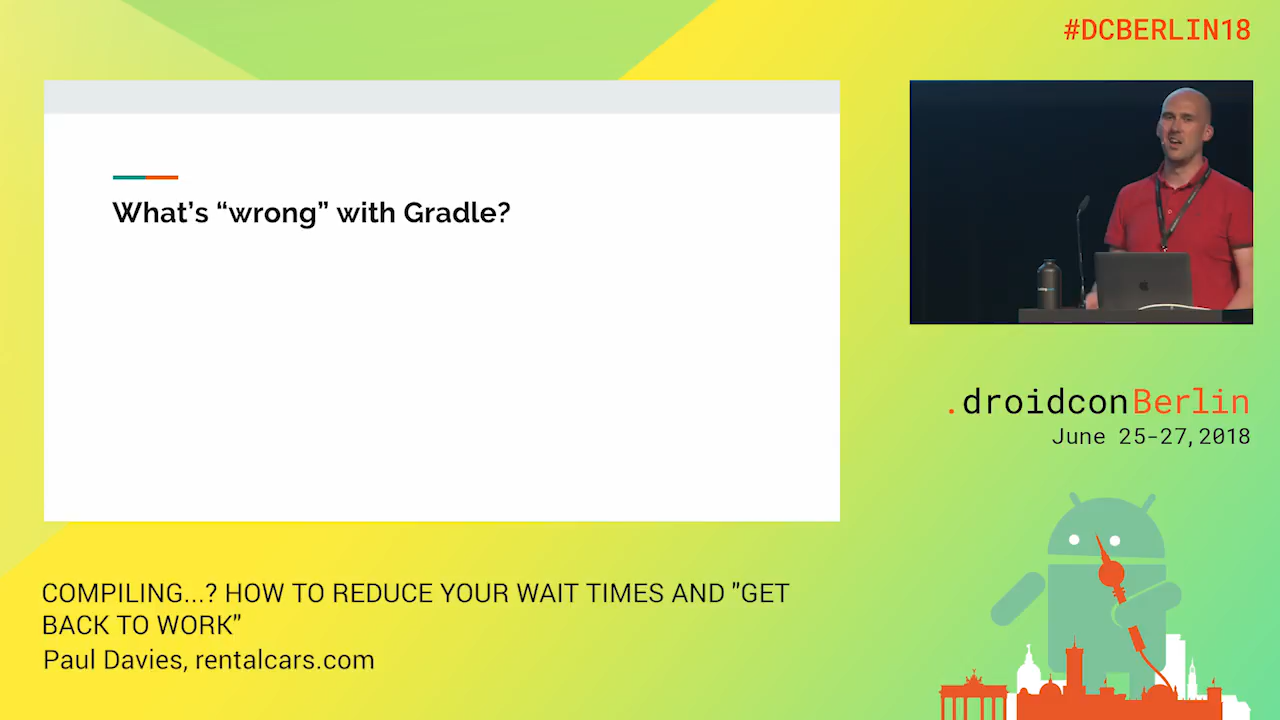 #DCBERLIN18
What's “wrong” with Gradle?
.droidconBerlin
June 25-27,2018
COMPILING...? HOW TO REDUCE YOUR WAIT TIMES AND "GET
BACK TO WORK"
Paul Davies, rentalcars.com